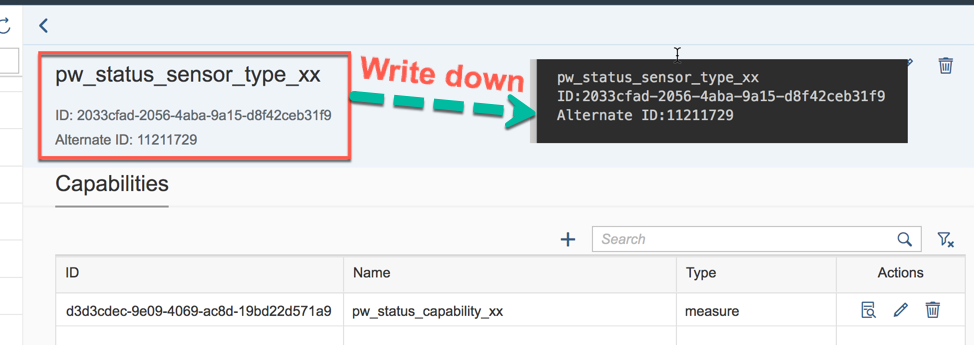 pw_status_sensor_type_xx
ID: 2033cfad-2056-4aba-9a15-d8f42ceb31f9
Alternate ID: 11211729
Write down
pw_status_sensor_type_xx
ID:2033cfad-2056-4aba-9a15-d8f42ceb31f9
Alternate ID:11211729
Capabilities
Search
ID Name Type Actions
d3d3cdec-9e09-4069-ac8d-19bd22d571a9 pw_status_capability_xx measure